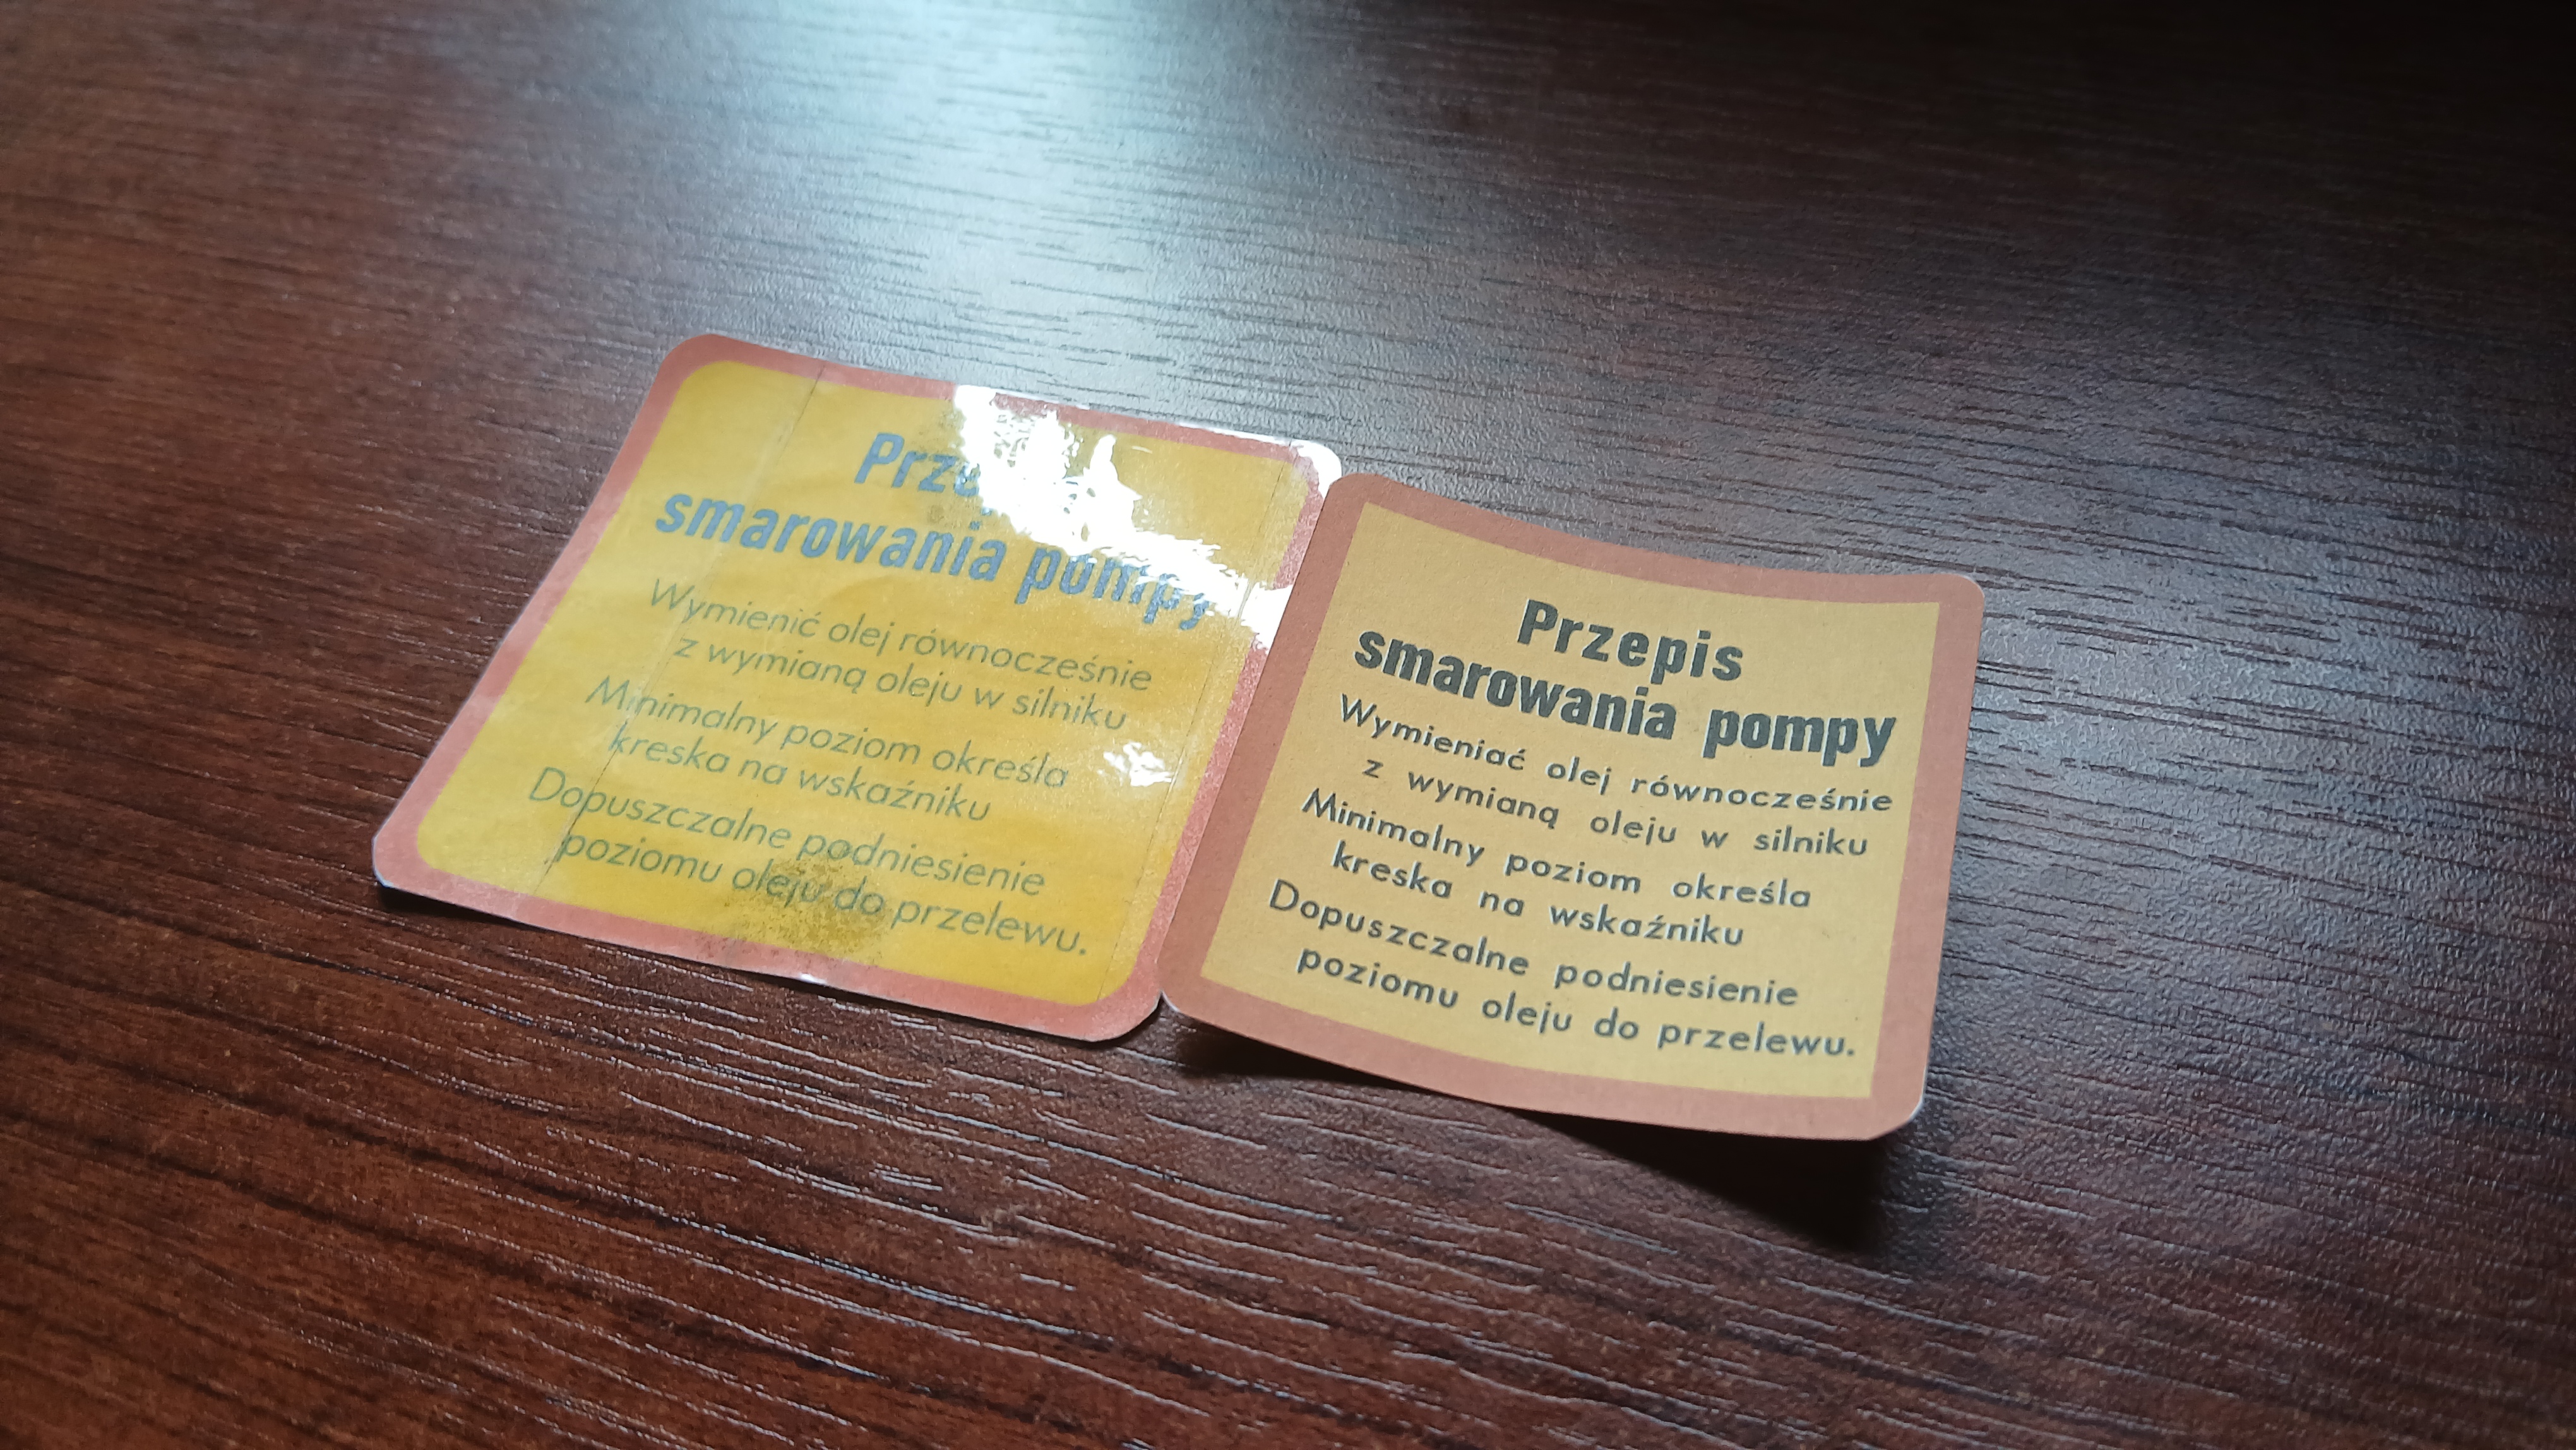 smarowania pompy
Wymienić olej równocześnie
z wymianą oleju w silniku
Minimalny poziom określa
kreska na wskaźniku
Dopuszczalne podniesienie
poziomu oleju do przelewu.
Przepis
smarowania pompy
Wymieniać olej równocześnie
z wymianą oleju w silniku
Minimalny poziom określa
kreska na wskaźniku
Dopuszczalne podniesienie
poziomu oleju do przelewu.